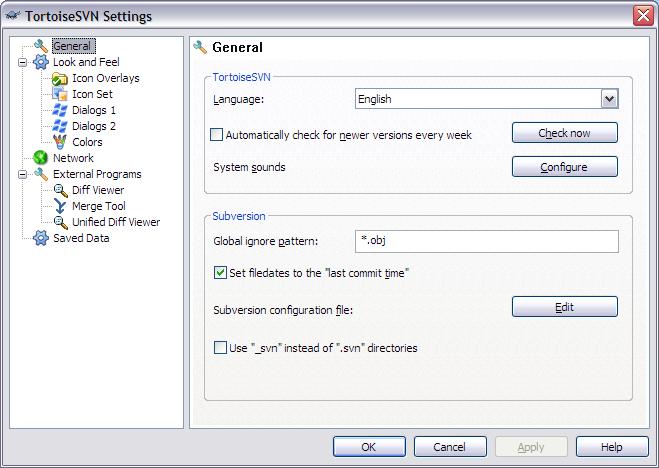 TortoiseSVN Settings
General
Look and Feel
Icon Overlays
Icon Set
Dialogs 1
Dialogs 2
Colors
Network
External Programs
Diff Viewer
Merge Tool
Unified Diff Viewer
Saved Data
General
TortoiseSVN
Language: English
Automatically check for newer versions every week Check now
System sounds Configure
Subversion
Global ignore pattern: *.obj
Set filedates to the "last commit time"
Subversion configuration file: Edit
Use "_svn" instead of ".svn" directories
OK Cancel Apply Help